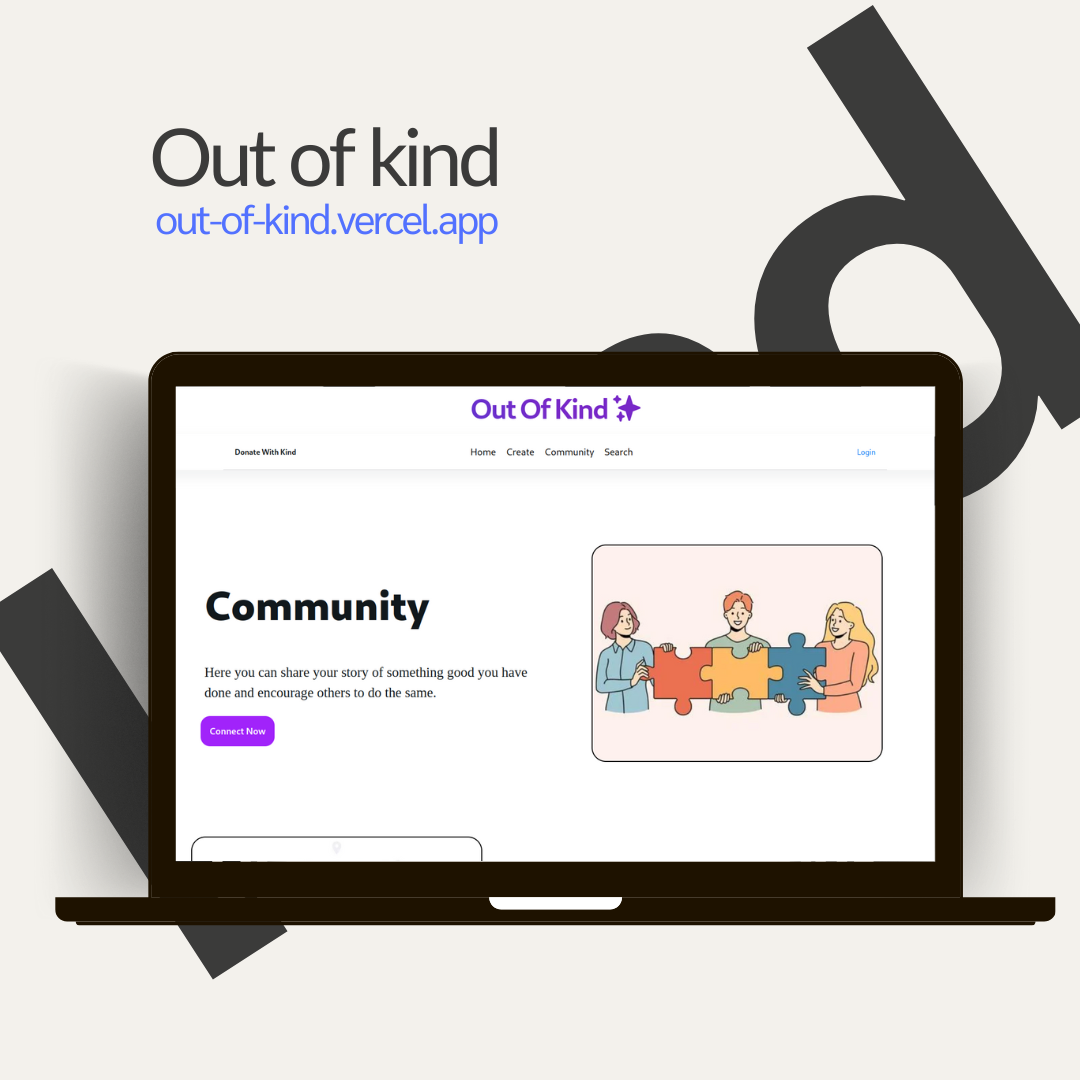 Out of kind
out-of-kind.vercel.app
Out Of Kind
Donate With Kind Home Create Community Search Login
Community
Here you can share your story of something good you have
done and encourage others to do the same.
Connect Now